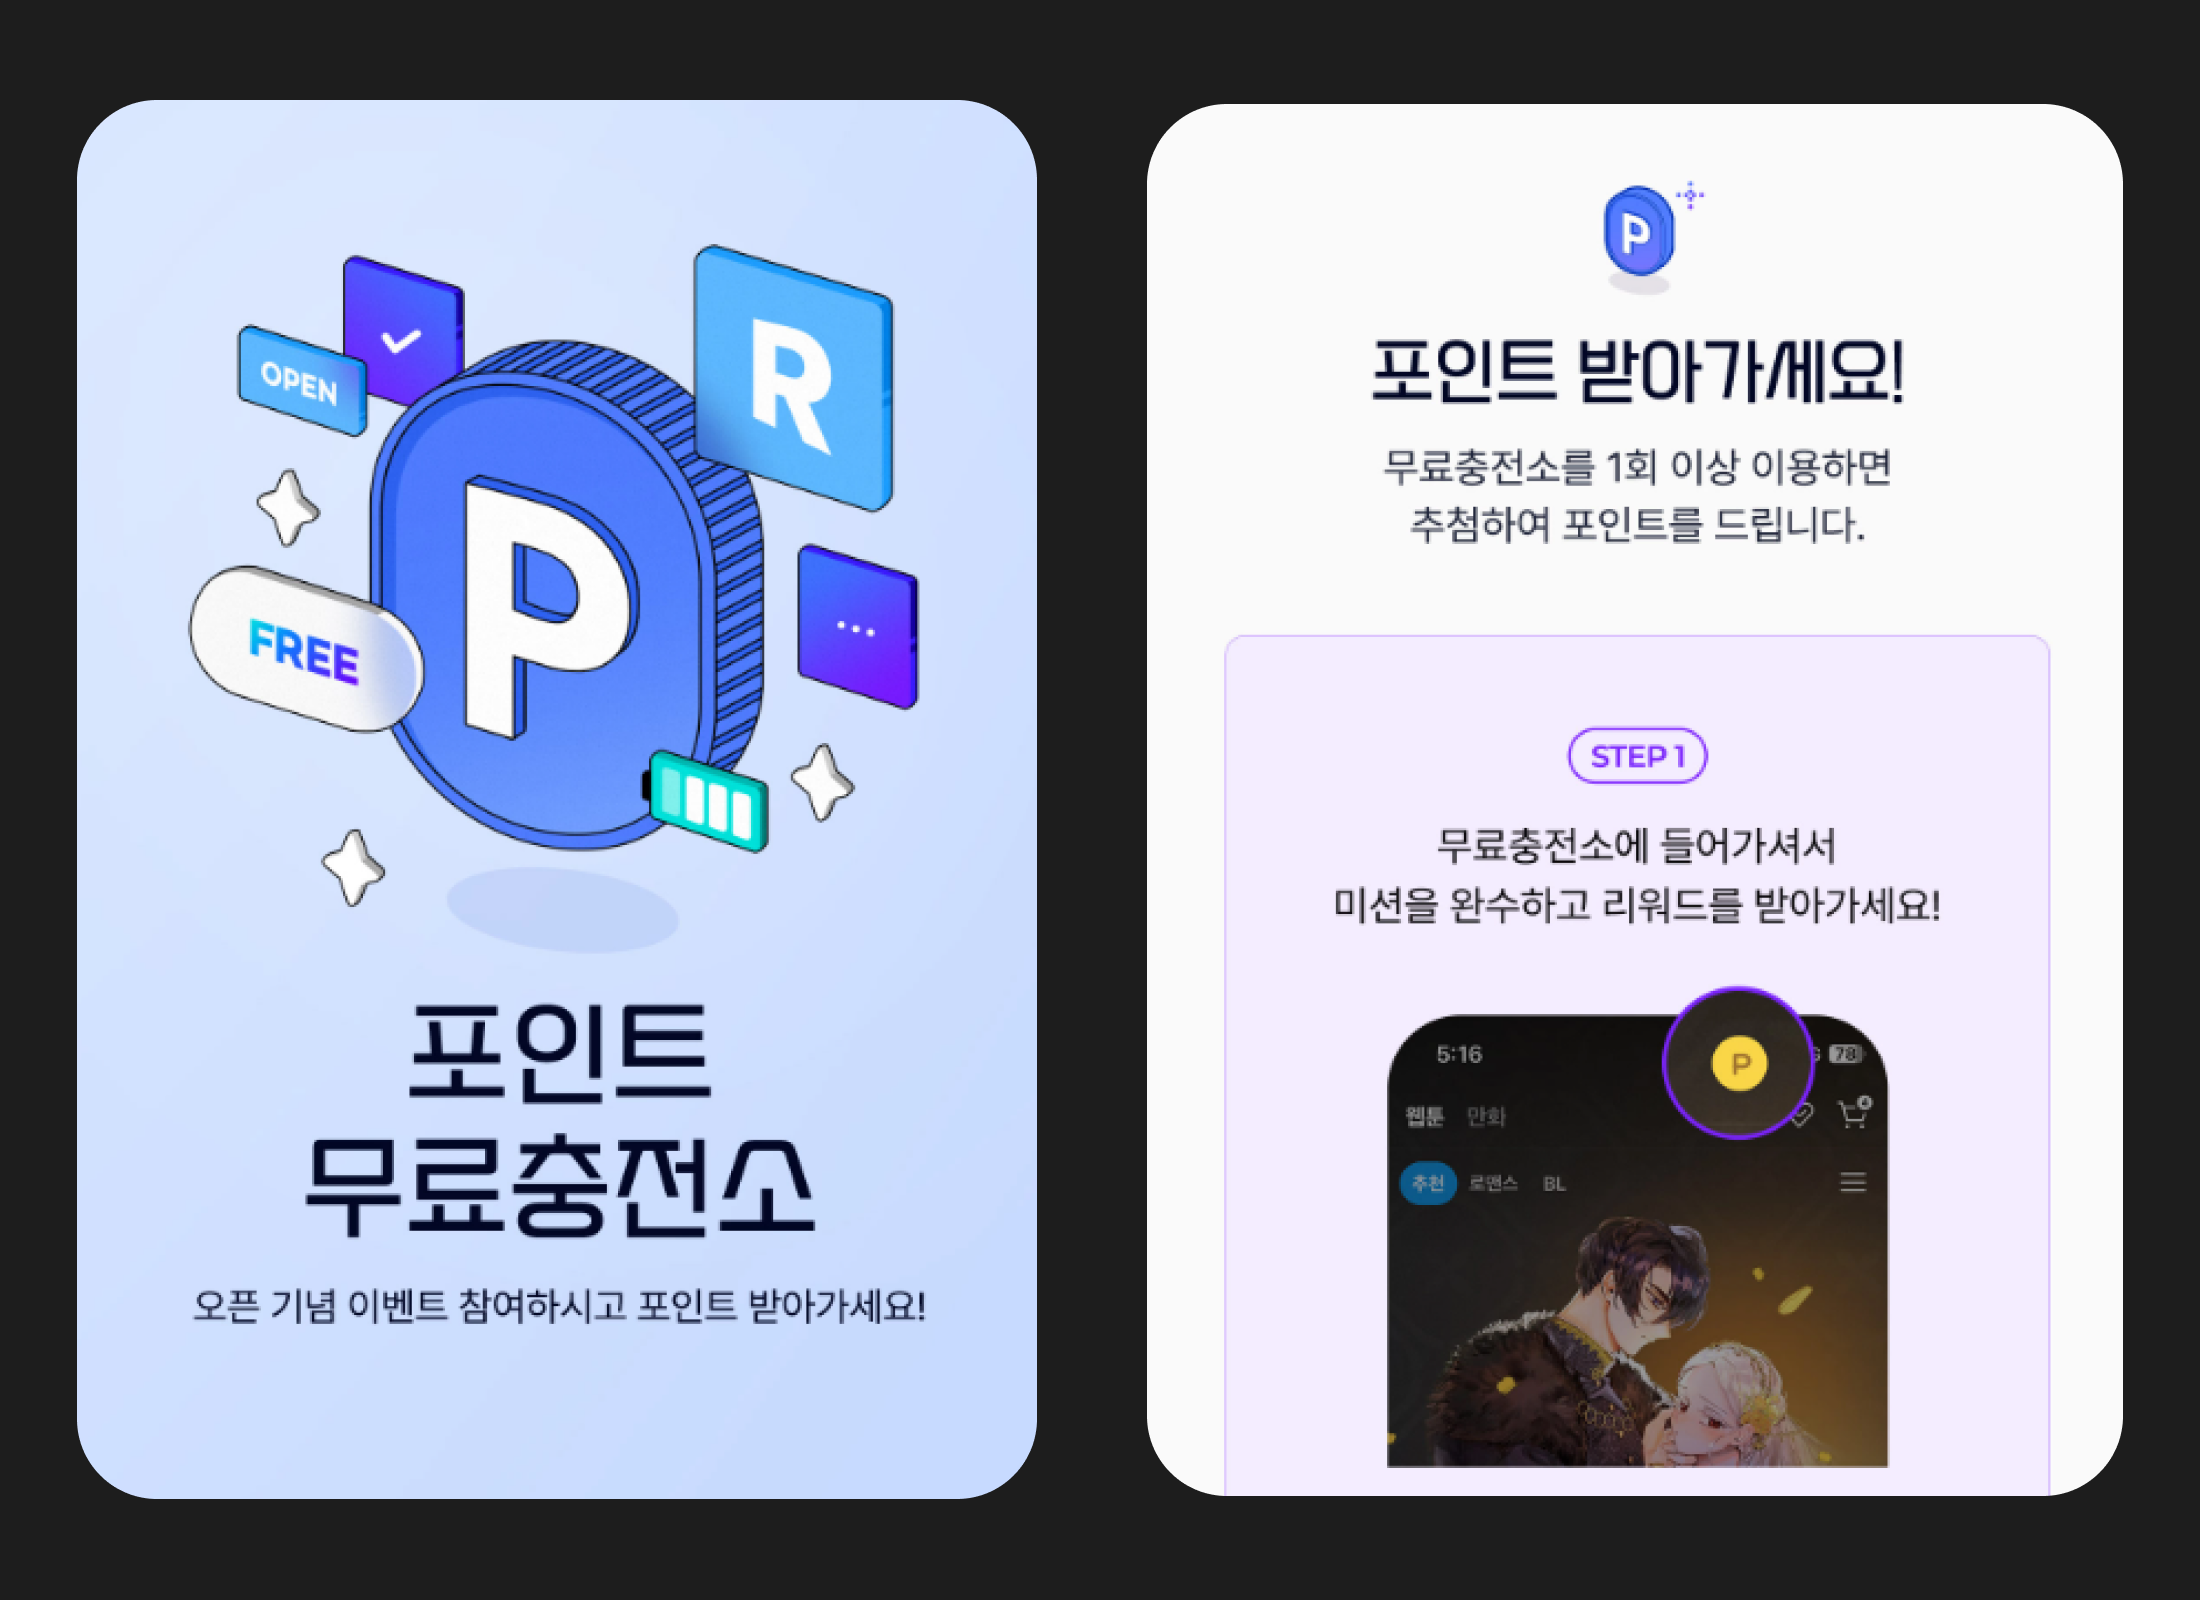 OPEN
R
FREE
P
포인트
무료충전소
오픈 기념 이벤트 참여하시고 포인트 받아가세요!
P
포인트 받아가세요!
무료충전소를 1회 이상 이용하면
추첨하여 포인트를 드립니다.
STEP 1
무료충전소에 들어가셔서
미션을 완수하고 리워드를 받아가세요!
5:16
P
78
웹툰 만화
추천 로맨스 BL